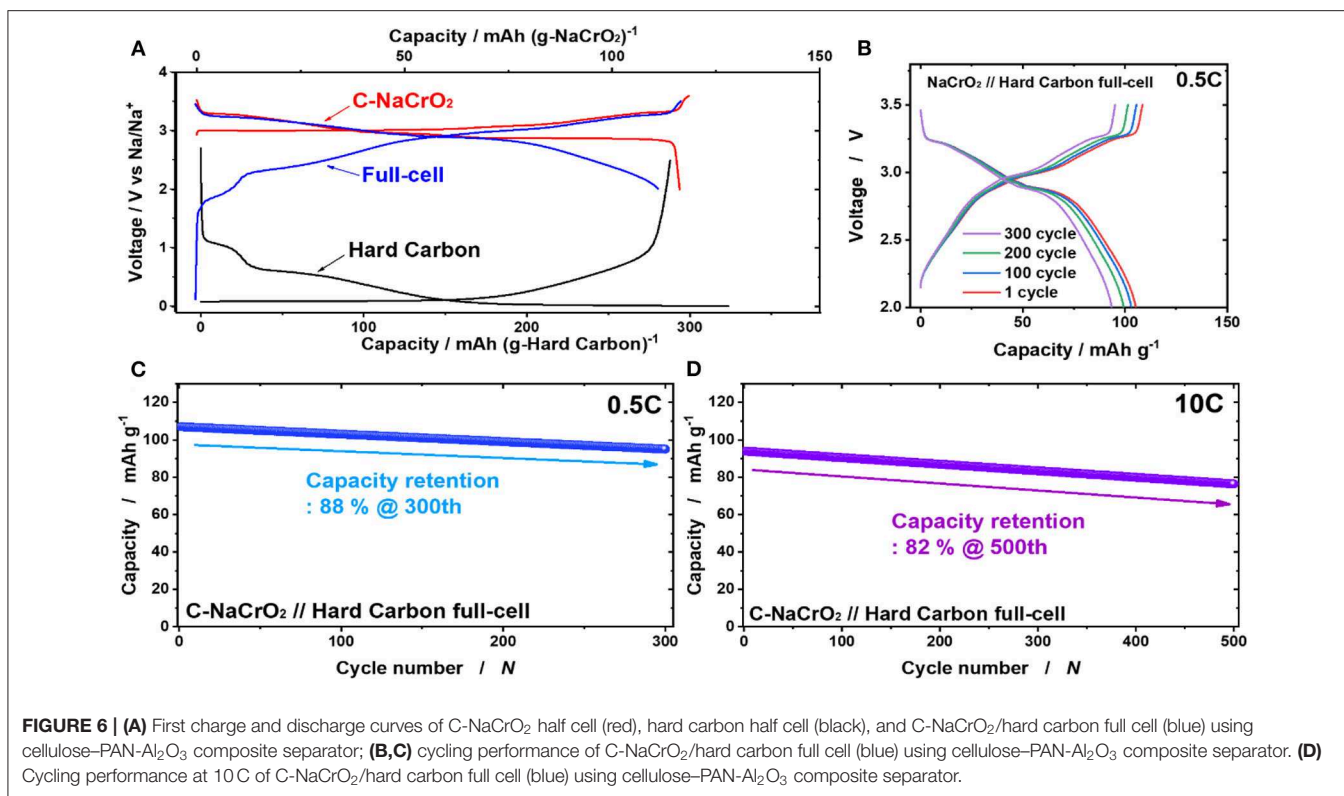 A
Capacity / mAh (g-NaCrO₂)⁻¹
0 50 100 150
Voltage / V vs Na/Na⁺
4
3
2
1
0
C-NaCrO₂
Full-cell
Hard Carbon
0 100 200 300
Capacity / mAh (g-Hard Carbon)⁻¹
B
NaCrO₂ // Hard Carbon full-cell
0.5C
Voltage / V
3.5
3.0
2.5
2.0
300 cycle
200 cycle
100 cycle
1 cycle
0 50 100 150
Capacity / mAh g⁻¹
C
Capacity / mAh g⁻¹
120
100
80
60
40
20
0
0.5C
Capacity retention
: 88 % @ 300th
C-NaCrO₂ // Hard Carbon full-cell
0 100 200 300
Cycle number / N
D
Capacity / mAh g⁻¹
120
100
80
60
40
20
0
10C
Capacity retention
: 82 % @ 500th
C-NaCrO₂ // Hard Carbon full-cell
0 100 200 300 400 500
Cycle number / N
FIGURE 6 | (A) First charge and discharge curves of C-NaCrO₂ half cell (red), hard carbon half cell (black), and C-NaCrO₂/hard carbon full cell (blue) using
cellulose–PAN-Al₂O₃ composite separator; (B,C) cycling performance of C-NaCrO₂/hard carbon full cell (blue) using cellulose–PAN-Al₂O₃ composite separator. (D)
Cycling performance at 10 C of C-NaCrO₂/hard carbon full cell (blue) using cellulose–PAN-Al₂O₃ composite separator.